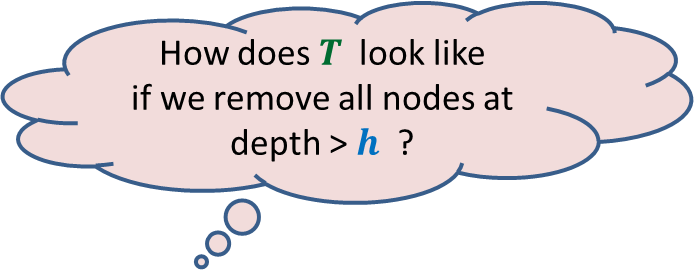 How does T look like
if we remove all nodes at
depth > h ?